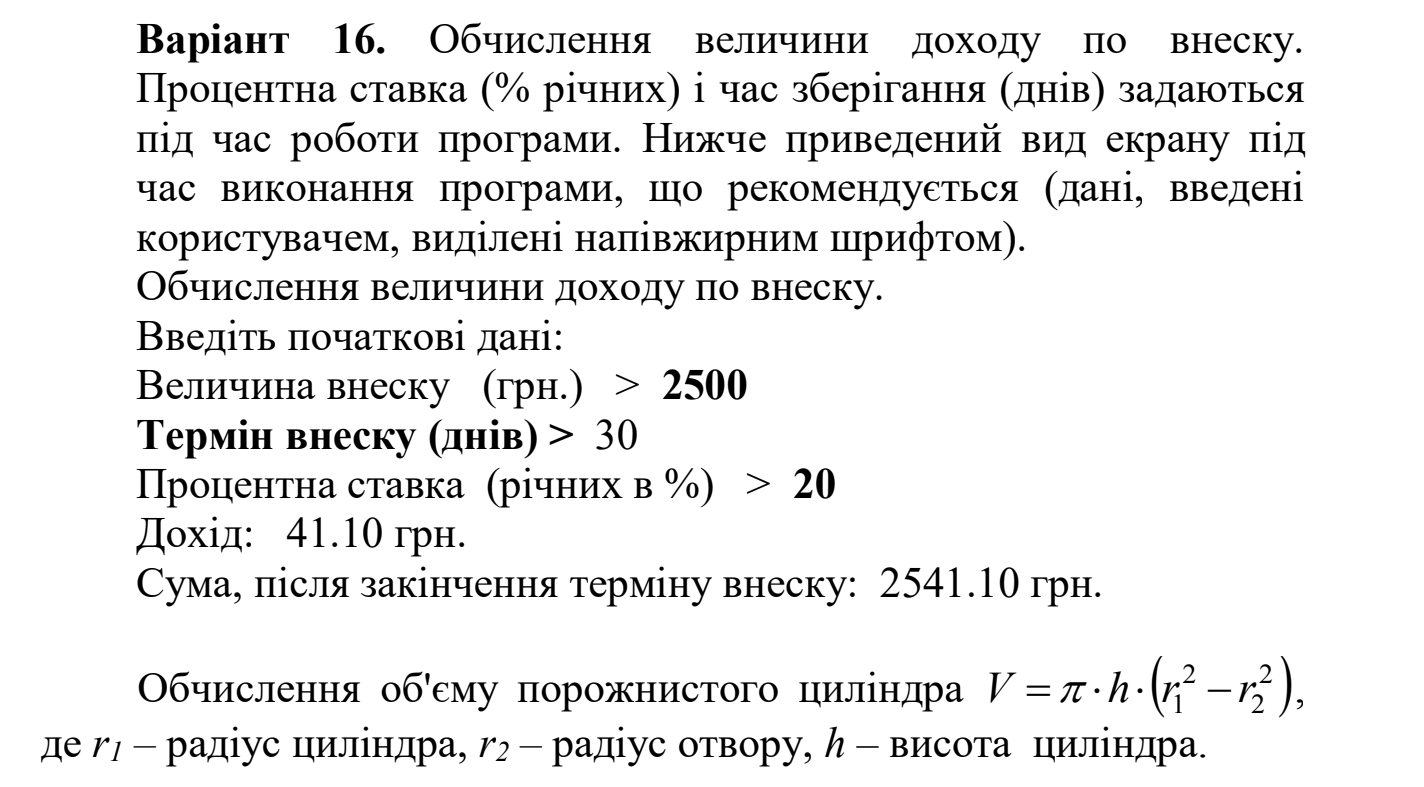 Варіант 16. Обчислення величини доходу по внеску.
Процентна ставка (% річних) і час зберігання (днів) задаються
під час роботи програми. Нижче приведений вид екрану під
час виконання програми, що рекомендується (дані, введені
користувачем, виділені напівжирним шрифтом).
Обчислення величини доходу по внеску.
Введіть початкові дані:
Величина внеску (грн.) > 2500
Термін внеску (днів) > 30
Процентна ставка (річних в %) > 20
Дохід: 41.10 грн.
Сума, після закінчення терміну внеску: 2541.10 грн.
Обчислення об'єму порожнистого циліндра V = π · h · (r₁² − r₂²),
де r₁ – радіус циліндра, r₂ – радіус отвору, h – висота циліндра.